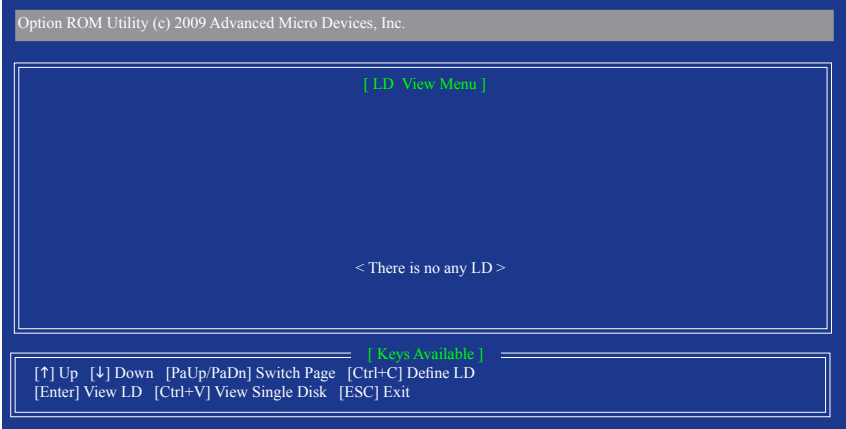 Option ROM Utility (c) 2009 Advanced Micro Devices, Inc.
[ LD View Menu ]
< There is no any LD >
[ Keys Available ]
[↑] Up [↓] Down [PaUp/PaDn] Switch Page [Ctrl+C] Define LD
[Enter] View LD [Ctrl+V] View Single Disk [ESC] Exit